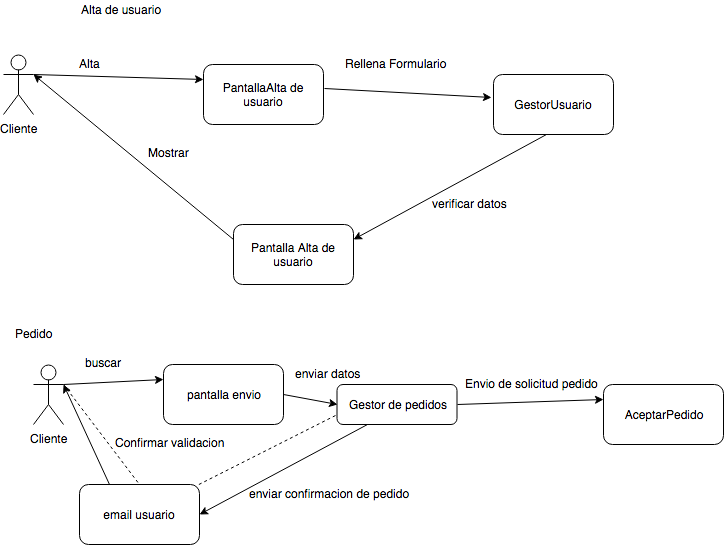 Alta de usuario
Alta
Rellena Formulario
PantallaAlta de
usuario
GestorUsuario
Cliente
Mostrar
verificar datos
Pantalla Alta de
usuario
Pedido
buscar
enviar datos
Envio de solicitud pedido
pantalla envio
Gestor de pedidos
AceptarPedido
Cliente
Confirmar validacion
enviar confirmacion de pedido
email usuario